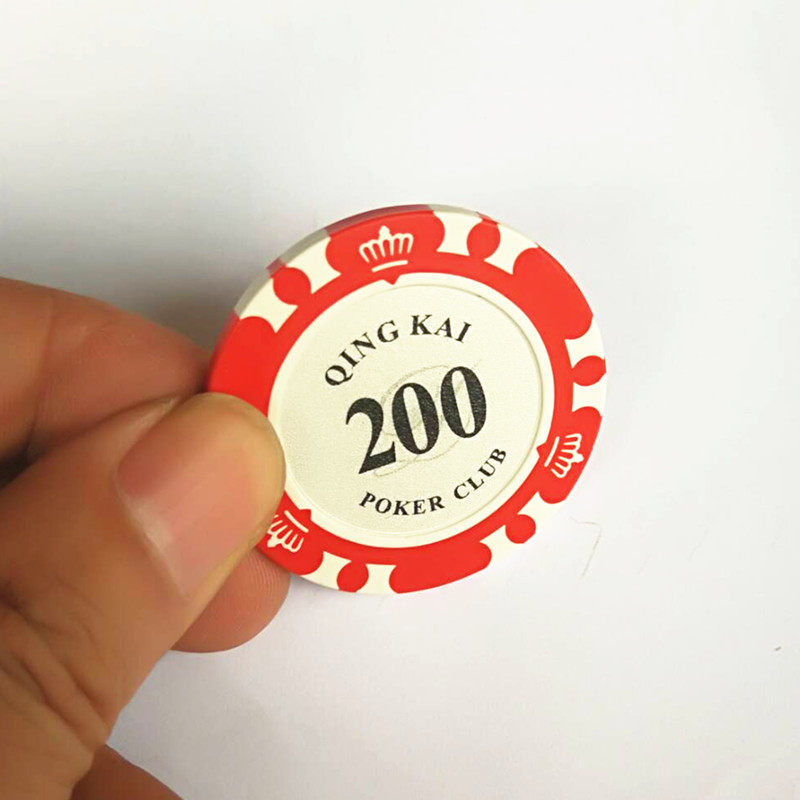 QING KAI
200
POKER CLUB